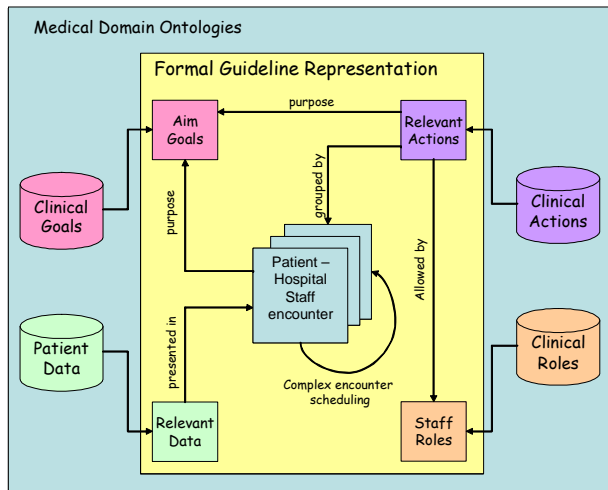 Medical Domain Ontologies
Formal Guideline Representation
purpose
Aim
Goals
Relevant
Actions
grouped by
Clinical
Goals
Clinical
Actions
purpose
Allowed by
Patient –
Hospital
Staff
encounter
Patient
Data
presented in
Clinical
Roles
Complex encounter
scheduling
Relevant
Data
Staff
Roles